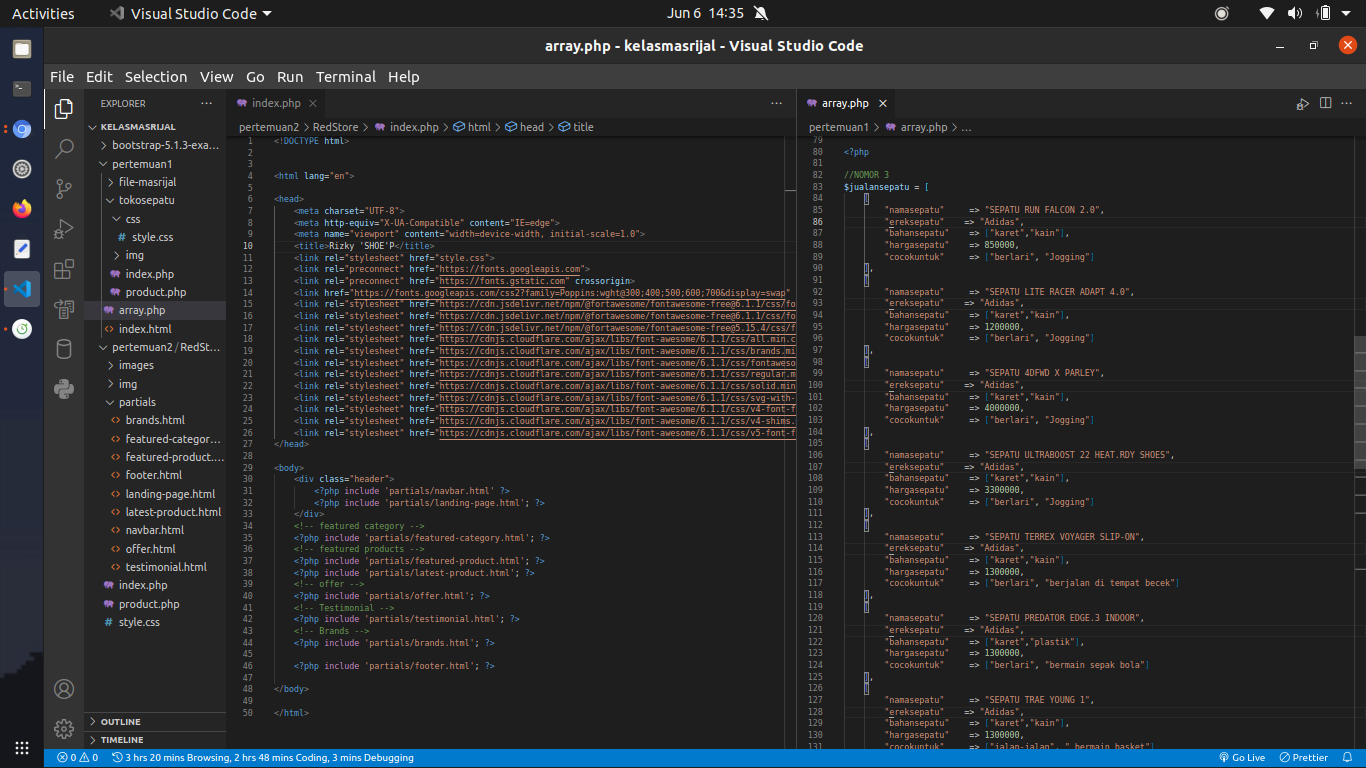 Activities
Visual Studio Code
Jun 6 14:35
array.php - kelasmasrijal - Visual Studio Code
File Edit Selection View Go Run Terminal Help
EXPLORER ···
KELASMASRIJAL
bootstrap-5.1.3-exa...
pertemuan1
file-masrijal
tokosepatu
css
# style.css
img
index.php
product.php
array.php
<> index.html
pertemuan2 / RedSt...
images
img
partials
<> brands.html
<> featured-categor...
<> featured-product....
<> footer.html
<> landing-page.html
<> latest-product.html
<> navbar.html
<> offer.html
<> testimonial.html
index.php
product.php
# style.css
OUTLINE
TIMELINE
index.php ×
pertemuan2 > RedStore > index.php > html > head > title
1 <!DOCTYPE html>
2
3
4 <html lang="en">
5
6 <head>
7 <meta charset="UTF-8">
8 <meta http-equiv="X-UA-Compatible" content="IE=edge">
9 <meta name="viewport" content="width=device-width, initial-scale=1.0">
10 <title>Rizky 'SHOE'P</title>
11 <link rel="stylesheet" href="style.css">
12 <link rel="preconnect" href="https://fonts.googleapis.com">
13 <link rel="preconnect" href="https://fonts.gstatic.com" crossorigin>
14 <link href="https://fonts.googleapis.com/css2?family=Poppins:wght@300;400;500;600;700&display=swap"
15 <link rel="stylesheet" href="https://cdn.jsdelivr.net/npm/@fortawesome/fontawesome-free@6.1.1/css/fo
16 <link rel="stylesheet" href="https://cdn.jsdelivr.net/npm/@fortawesome/fontawesome-free@6.1.1/css/fo
17 <link rel="stylesheet" href="https://cdn.jsdelivr.net/npm/@fortawesome/fontawesome-free@5.15.4/css/f
18 <link rel="stylesheet" href="https://cdnjs.cloudflare.com/ajax/libs/font-awesome/6.1.1/css/all.min.c
19 <link rel="stylesheet" href="https://cdnjs.cloudflare.com/ajax/libs/font-awesome/6.1.1/css/brands.mi
20 <link rel="stylesheet" href="https://cdnjs.cloudflare.com/ajax/libs/font-awesome/6.1.1/css/fontaweso
21 <link rel="stylesheet" href="https://cdnjs.cloudflare.com/ajax/libs/font-awesome/6.1.1/css/regular.m
22 <link rel="stylesheet" href="https://cdnjs.cloudflare.com/ajax/libs/font-awesome/6.1.1/css/solid.min
23 <link rel="stylesheet" href="https://cdnjs.cloudflare.com/ajax/libs/font-awesome/6.1.1/css/svg-with-
24 <link rel="stylesheet" href="https://cdnjs.cloudflare.com/ajax/libs/font-awesome/6.1.1/css/v4-font-f
25 <link rel="stylesheet" href="https://cdnjs.cloudflare.com/ajax/libs/font-awesome/6.1.1/css/v4-shims.
26 <link rel="stylesheet" href="https://cdnjs.cloudflare.com/ajax/libs/font-awesome/6.1.1/css/v5-font-f
27 </head>
28
29 <body>
30 <div class="header">
31 <?php include 'partials/navbar.html' ?>
32 <?php include 'partials/landing-page.html'; ?>
33 </div>
34 <!-- featured category -->
35 <?php include 'partials/featured-category.html'; ?>
36 <!-- featured products -->
37 <?php include 'partials/featured-product.html'; ?>
38 <?php include 'partials/latest-product.html'; ?>
39 <!-- offer -->
40 <?php include 'partials/offer.html'; ?>
41 <!-- Testimonial -->
42 <?php include 'partials/testimonial.html'; ?>
43 <!-- Brands -->
44 <?php include 'partials/brands.html'; ?>
45
46 <?php include 'partials/footer.html'; ?>
47
48 </body>
49
50 </html>
array.php ×
pertemuan1 > array.php > ...
79
80 <?php
81
82 //NOMOR 3
83 $jualansepatu = [
84 [
85 "namasepatu" => "SEPATU RUN FALCON 2.0",
86 "ereksepatu" => "Adidas",
87 "bahansepatu" => ["karet","kain"],
88 "hargasepatu" => 850000,
89 "cocokuntuk" => ["berlari", "Jogging"]
90 ],
91 [
92 "namasepatu" => "SEPATU LITE RACER ADAPT 4.0",
93 "ereksepatu" => "Adidas",
94 "bahansepatu" => ["karet","kain"],
95 "hargasepatu" => 1200000,
96 "cocokuntuk" => ["berlari", "Jogging"]
97 ],
98 [
99 "namasepatu" => "SEPATU 4DFWD X PARLEY",
100 "ereksepatu" => "Adidas",
101 "bahansepatu" => ["karet","kain"],
102 "hargasepatu" => 4000000,
103 "cocokuntuk" => ["berlari", "Jogging"]
104 ],
105 [
106 "namasepatu" => "SEPATU ULTRABOOST 22 HEAT.RDY SHOES",
107 "ereksepatu" => "Adidas",
108 "bahansepatu" => ["karet","kain"],
109 "hargasepatu" => 3300000,
110 "cocokuntuk" => ["berlari", "Jogging"]
111 ],
112 [
113 "namasepatu" => "SEPATU TERREX VOYAGER SLIP-ON",
114 "ereksepatu" => "Adidas",
115 "bahansepatu" => ["karet","kain"],
116 "hargasepatu" => 1300000,
117 "cocokuntuk" => ["berlari", "berjalan di tempat becek"]
118 ],
119 [
120 "namasepatu" => "SEPATU PREDATOR EDGE.3 INDOOR",
121 "ereksepatu" => "Adidas",
122 "bahansepatu" => ["karet","plastik"],
123 "hargasepatu" => 1300000,
124 "cocokuntuk" => ["berlari", "bermain sepak bola"]
125 ],
126 [
127 "namasepatu" => "SEPATU TRAE YOUNG 1",
128 "ereksepatu" => "Adidas",
129 "bahansepatu" => ["karet","kain"],
130 "hargasepatu" => 1300000,
131 "cocokuntuk" => ["jalan-jalan", " bermain basket"]
0 0 3 hrs 20 mins Browsing, 2 hrs 48 mins Coding, 3 mins Debugging
Go Live Prettier